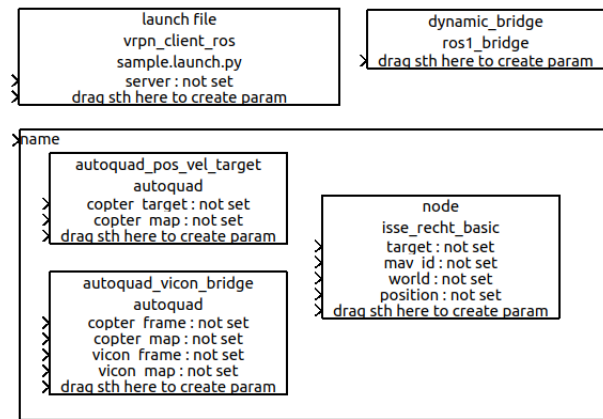 launch file
vrpn_client_ros
sample.launch.py
server : not set
drag sth here to create param
dynamic_bridge
ros1_bridge
drag sth here to create param
name
autoquad_pos_vel_target
autoquad
copter_target : not set
copter_map : not set
drag sth here to create param
node
isse_recht_basic
target : not set
mav_id : not set
world : not set
position : not set
drag sth here to create param
autoquad_vicon_bridge
autoquad
copter_frame : not set
copter_map : not set
vicon_frame : not set
vicon_map : not set
drag sth here to create param